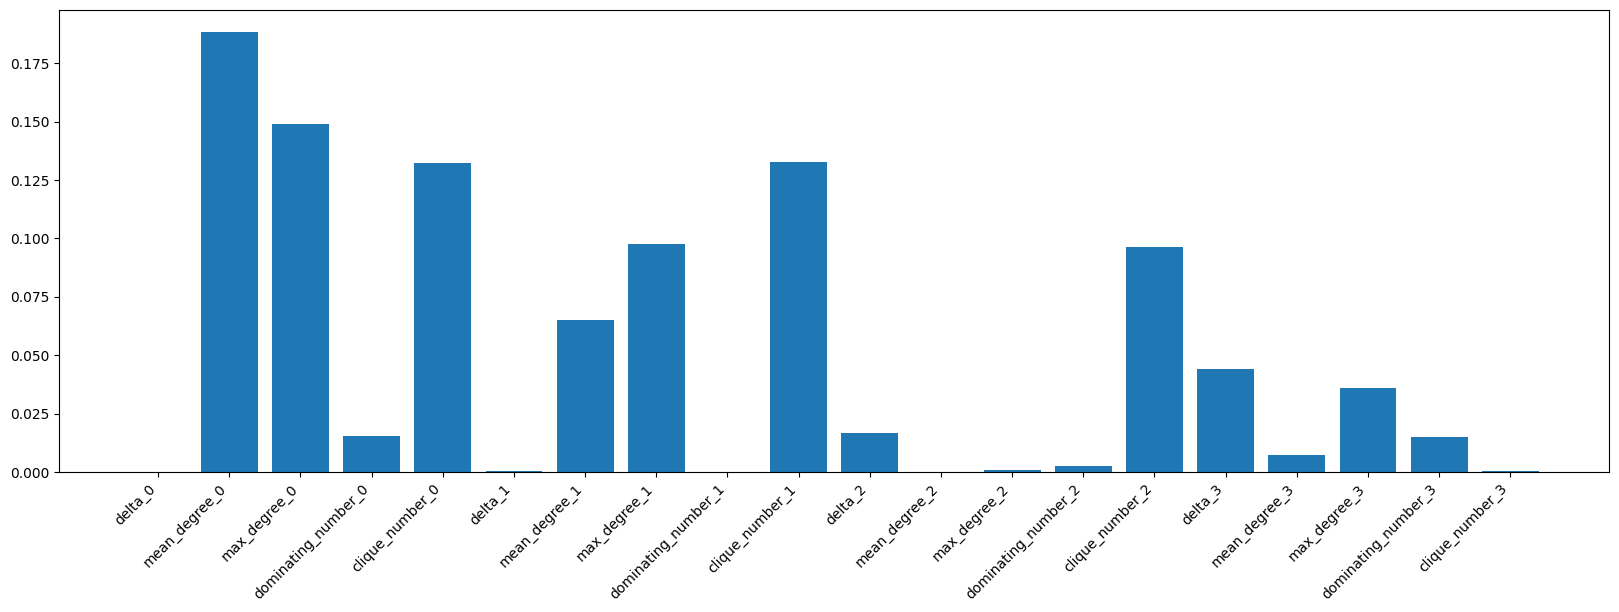 0.175
0.150
0.125
0.100
0.075
0.050
0.025
0.000
delta_0
mean_degree_0
max_degree_0
dominating_number_0
clique_number_0
delta_1
mean_degree_1
max_degree_1
dominating_number_1
clique_number_1
delta_2
mean_degree_2
max_degree_2
dominating_number_2
clique_number_2
delta_3
mean_degree_3
max_degree_3
dominating_number_3
clique_number_3